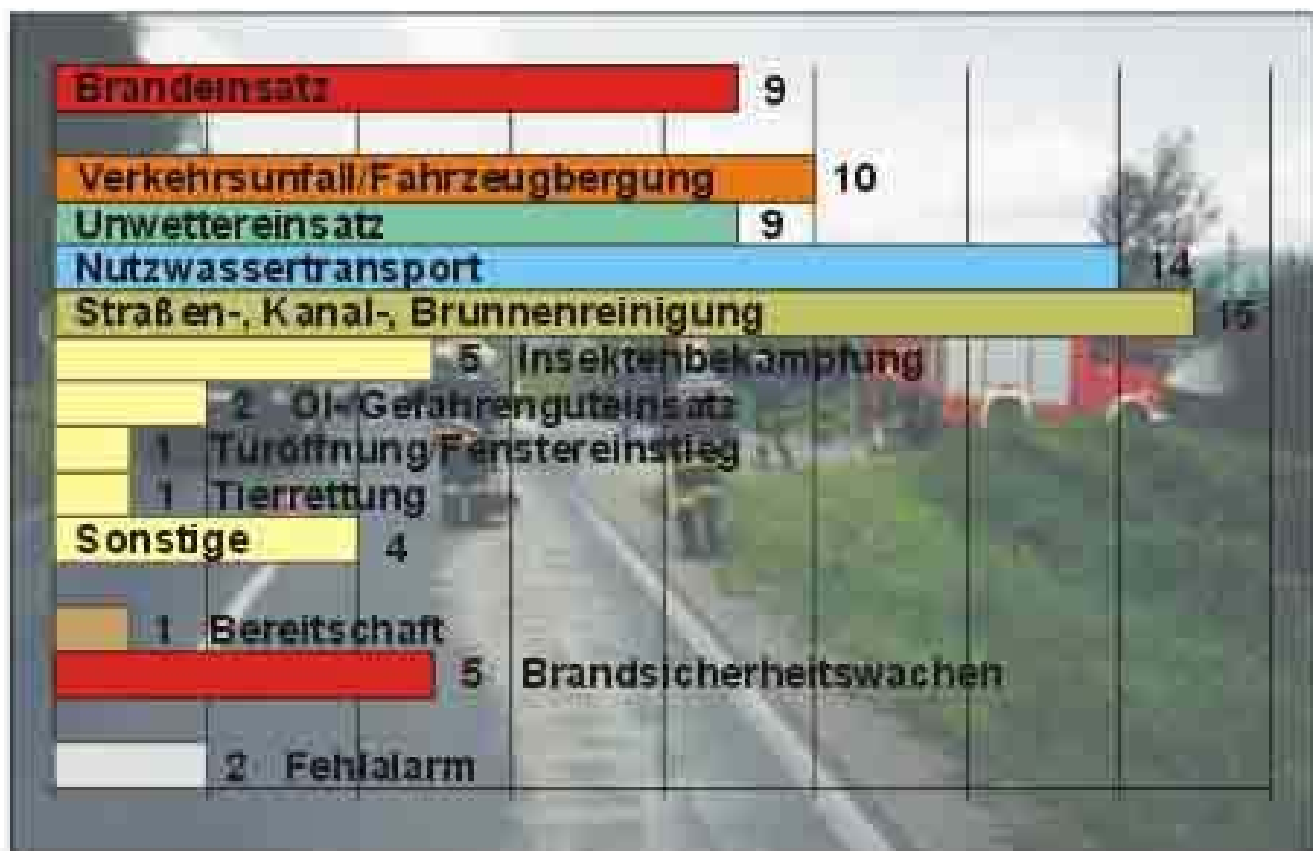 Brandeinsatz 9
Verkehrsunfall/Fahrzeugbergung 10
Unwettereinsatz 9
Nutzwassertransport 14
Straßen-, Kanal-, Brunnenreinigung 15
5 Insektenbekämpfung
2 Öl-/Gefahrenguteinsatz
1 Türöffnung/Fenstereinstieg
1 Tierrettung
Sonstige 4
1 Bereitschaft
5 Brandsicherheitswachen
2 Fehlalarm